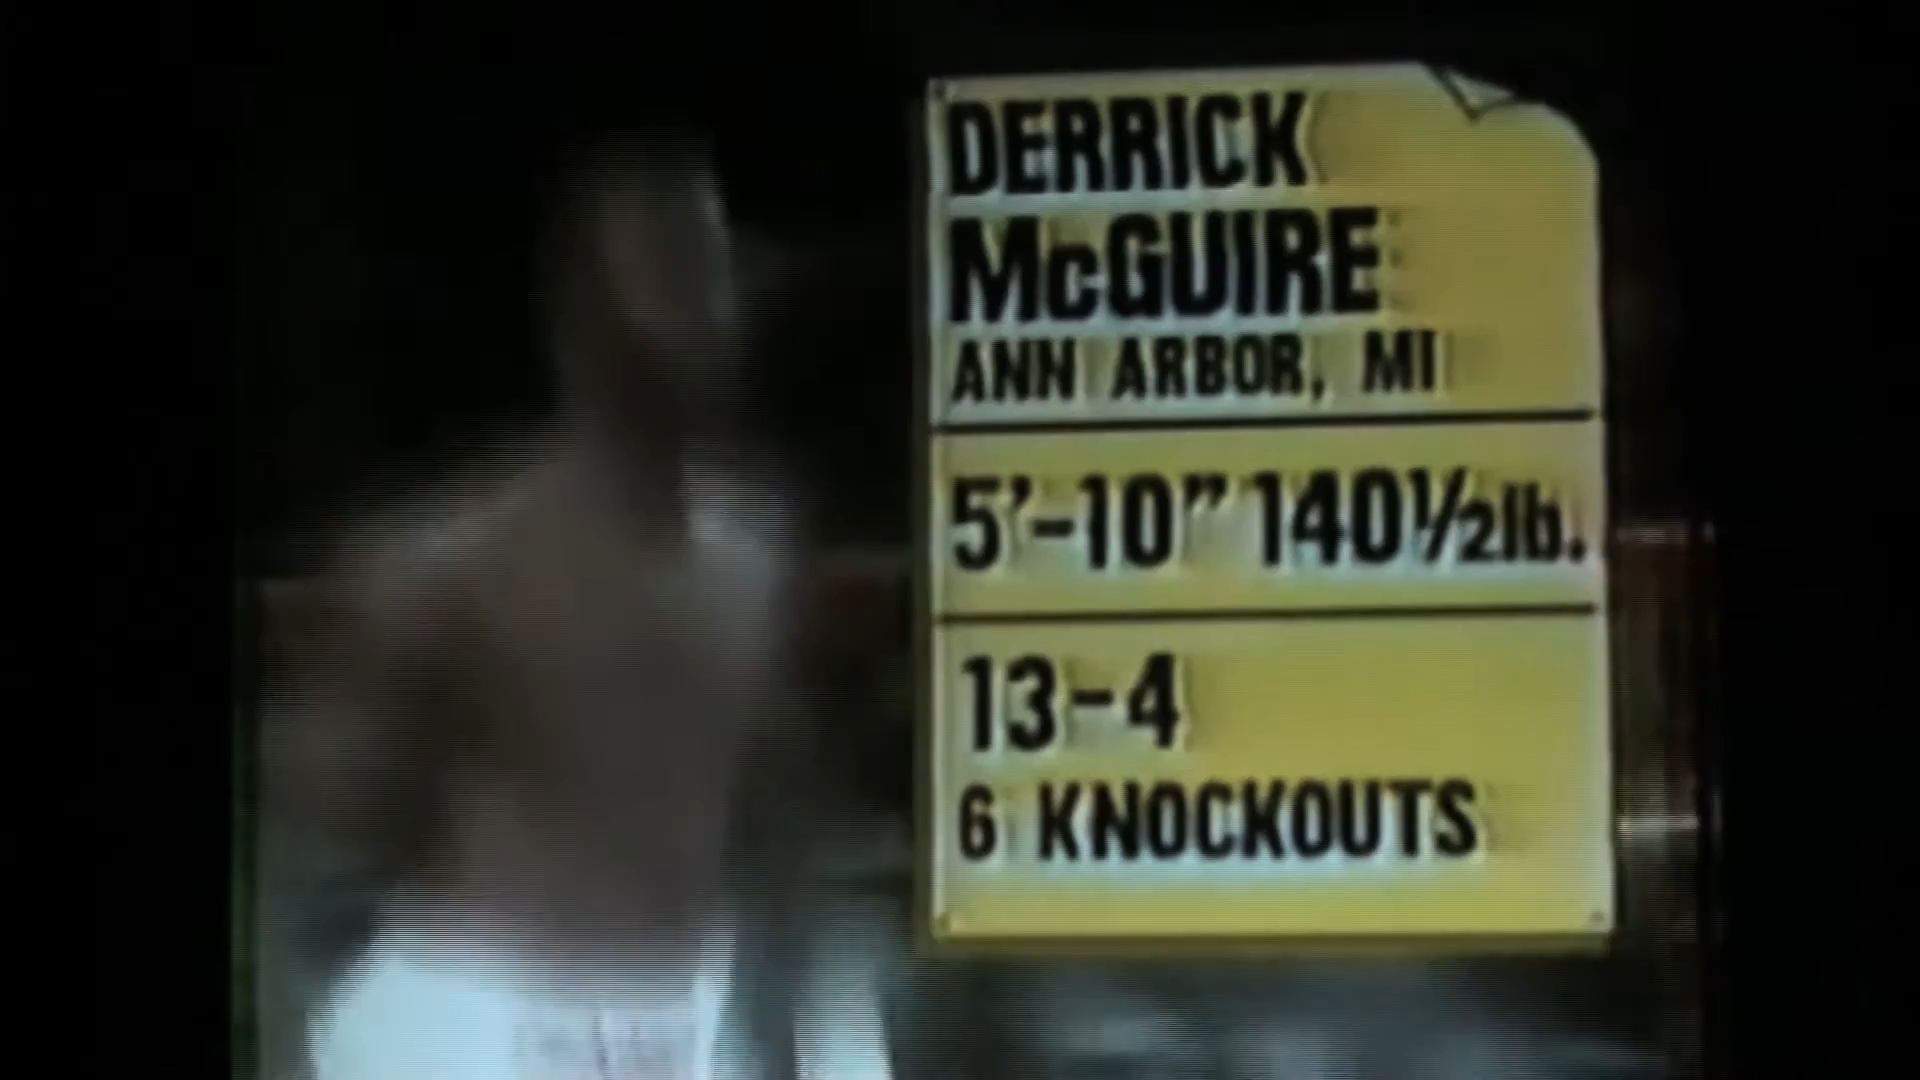 DERRICK
McGUIRE
ANN ARBOR, MI
5'-10" 140½lb.
13-4
6 KNOCKOUTS